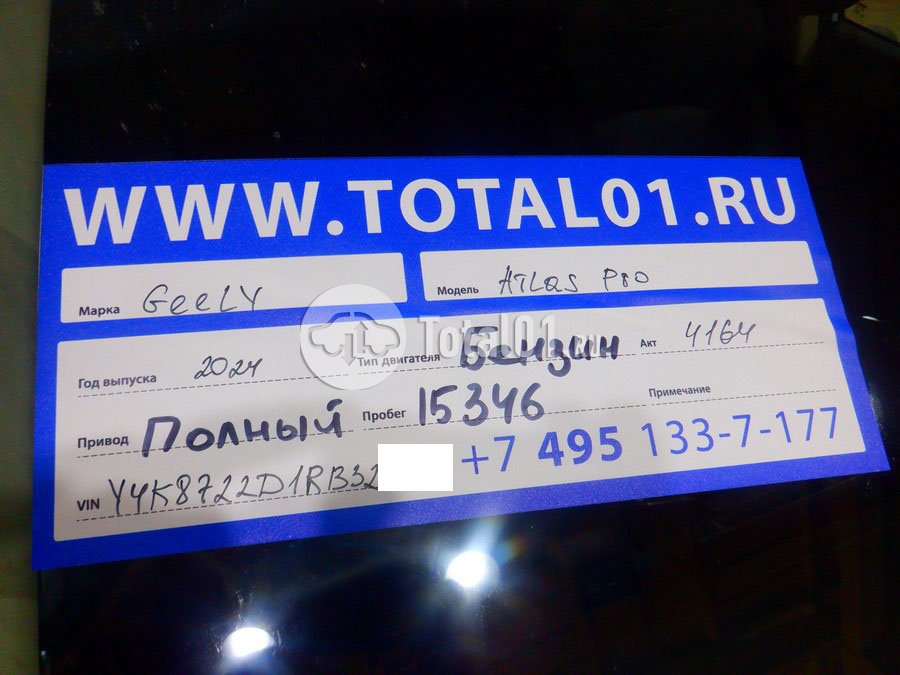 WWW.TOTAL01.RU
Марка GeeLY Модель ATLas Pro
Год выпуска 2024 Тип двигателя Бензин Акт 4164
Привод Полный Пробег 15346 Примечание
VIN Y4K8722D1RB32 +7 495 133-7-177
Total01.RU